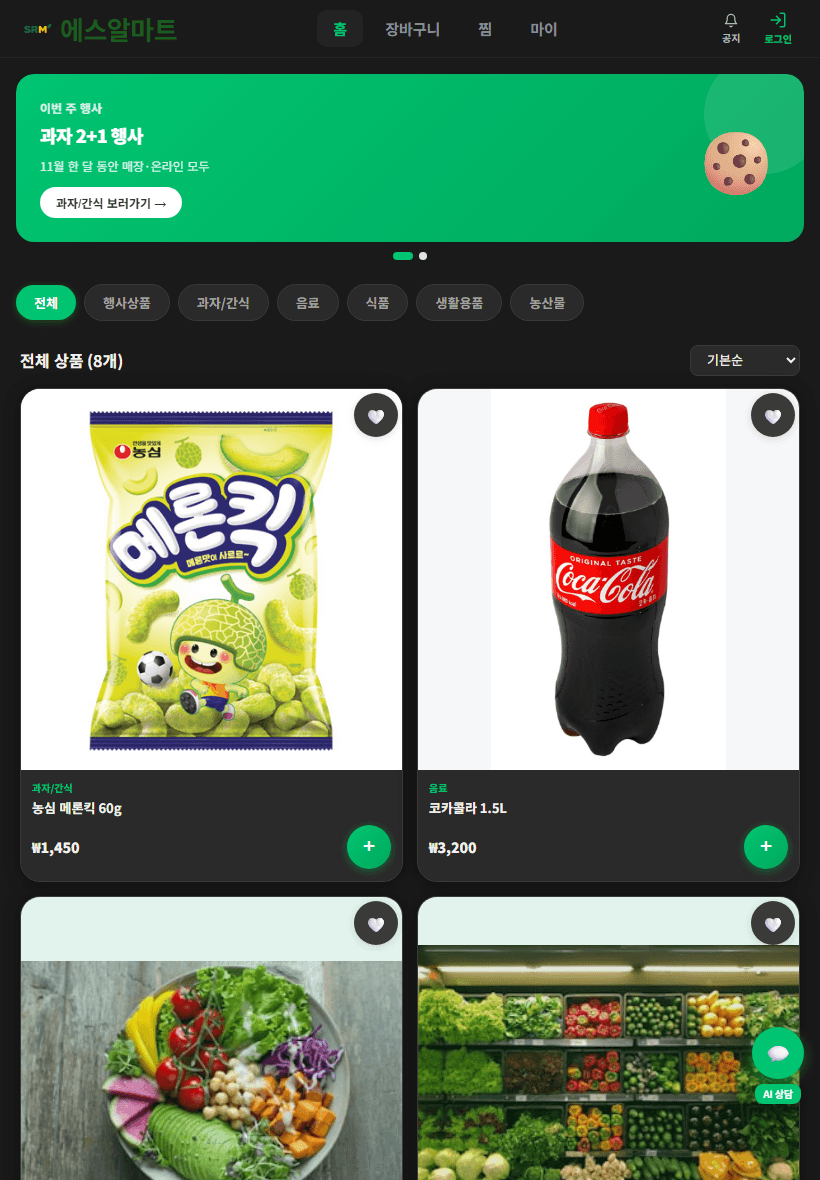 SRM 에스알마트
홈 장바구니 찜 마이
공지 로그인
이번 주 행사
과자 2+1 행사
11월 한 달 동안 매장·온라인 모두
과자/간식 보러가기 →
전체 행사상품 과자/간식 음료 식품 생활용품 농산물
전체 상품 (8개)
기본순
농심
메론킥
메론맛이 사르르~
ORIGINAL TASTE
Coca-Cola
과자/간식
농심 메론킥 60g
₩1,450
+
음료
코카콜라 1.5L
₩3,200
+
AI 상담